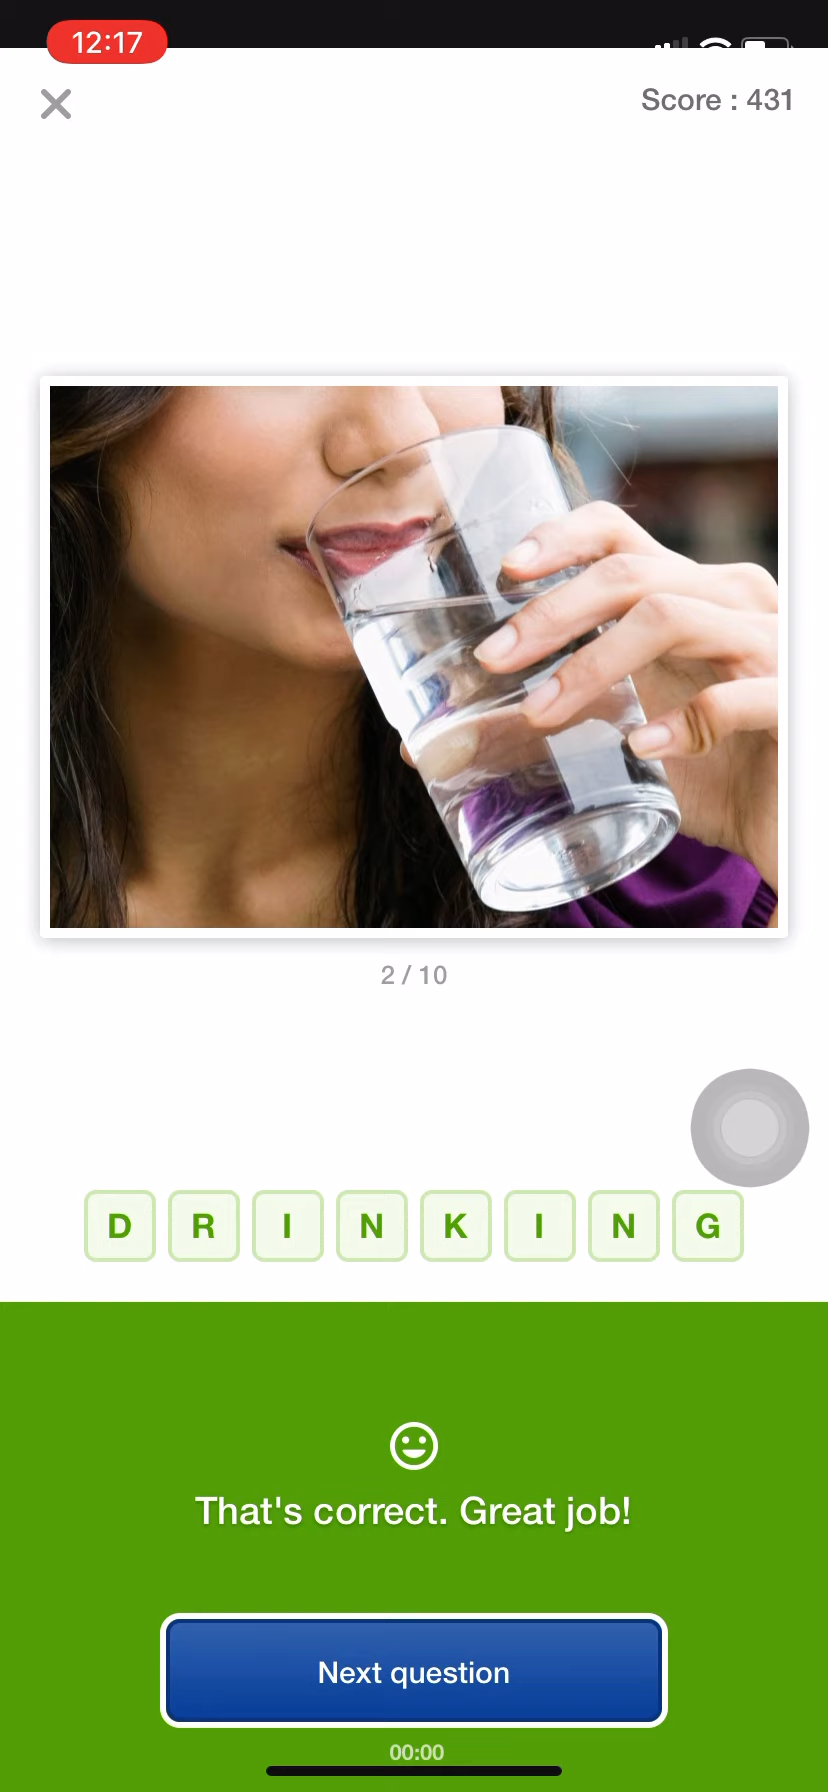 12:17
Score : 431
2 / 10
D R I N K I N G
That's correct. Great job!
Next question
00:00